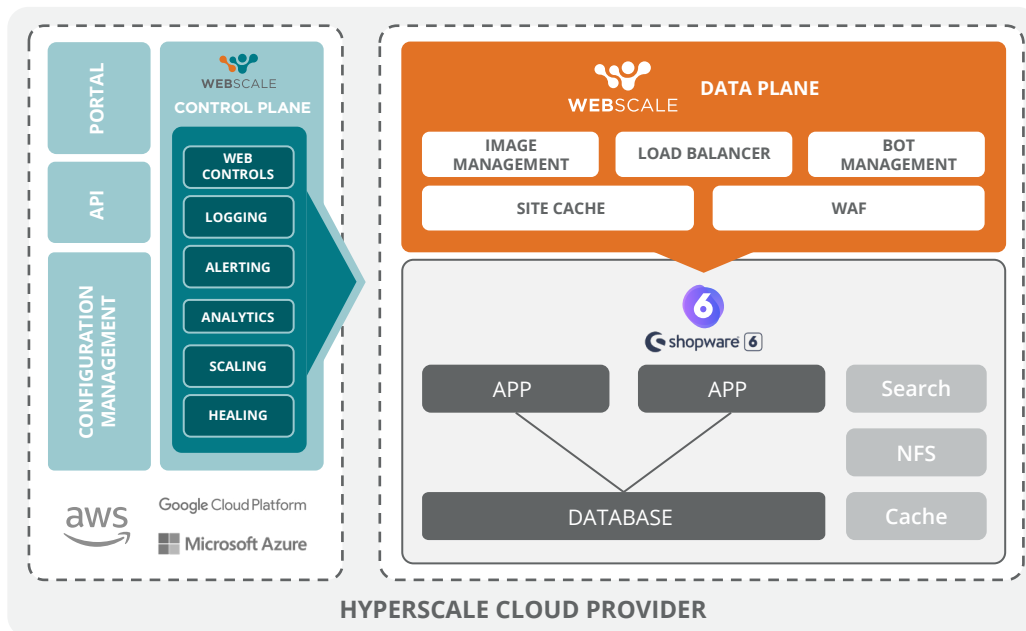 PORTAL
API
CONFIGURATION
MANAGEMENT
WEBSCALE
CONTROL PLANE
WEB
CONTROLS
LOGGING
ALERTING
ANALYTICS
SCALING
HEALING
aws
Google Cloud Platform
Microsoft Azure
WEBSCALE
DATA PLANE
IMAGE
MANAGEMENT
LOAD BALANCER
BOT
MANAGEMENT
SITE CACHE
WAF
6
shopware 6
APP
APP
Search
NFS
DATABASE
Cache
HYPERSCALE CLOUD PROVIDER